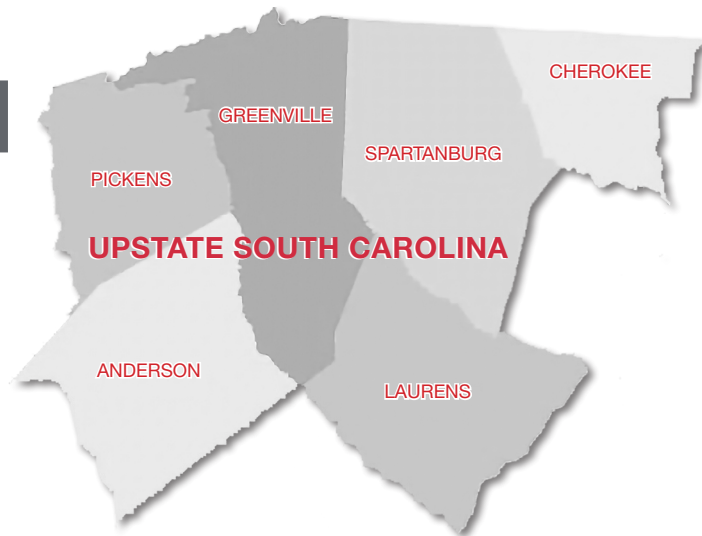 CHEROKEE
GREENVILLE
SPARTANBURG
PICKENS
UPSTATE SOUTH CAROLINA
ANDERSON
LAURENS